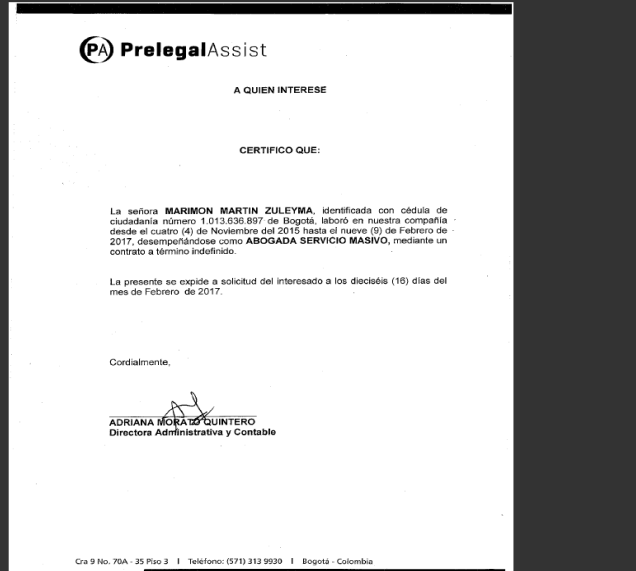 PA PrelegalAssist
A QUIEN INTERESE
CERTIFICO QUE:
La señora MARIMON MARTIN ZULEYMA, identificada con cédula de
ciudadanía número 1.013.636.897 de Bogotá, laboró en nuestra compañía
desde el cuatro (4) de Noviembre del 2015 hasta el nueve (9) de Febrero de
2017, desempeñándose como ABOGADA SERVICIO MASIVO, mediante un
contrato a término indefinido.
La presente se expide a solicitud del interesado a los dieciséis (16) días del
mes de Febrero de 2017.
Cordialmente,
ADRIANA MORATO QUINTERO
Directora Administrativa y Contable
Cra 9 No. 70A - 35 Piso 3 I Teléfono: (571) 313 9930 I Bogotá - Colombia